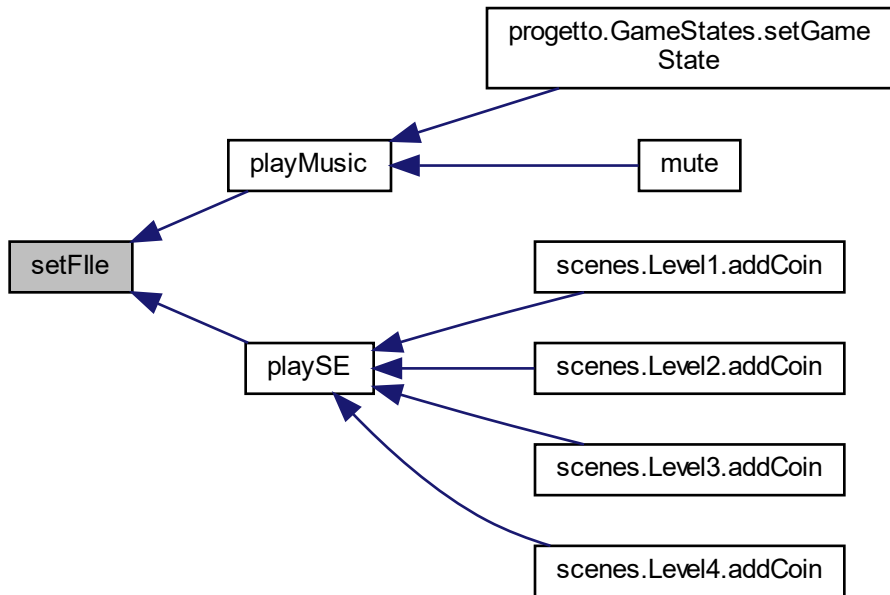 progetto.GameStates.setGame
State
playMusic
mute
setFIle
scenes.Level1.addCoin
scenes.Level2.addCoin
playSE
scenes.Level3.addCoin
scenes.Level4.addCoin